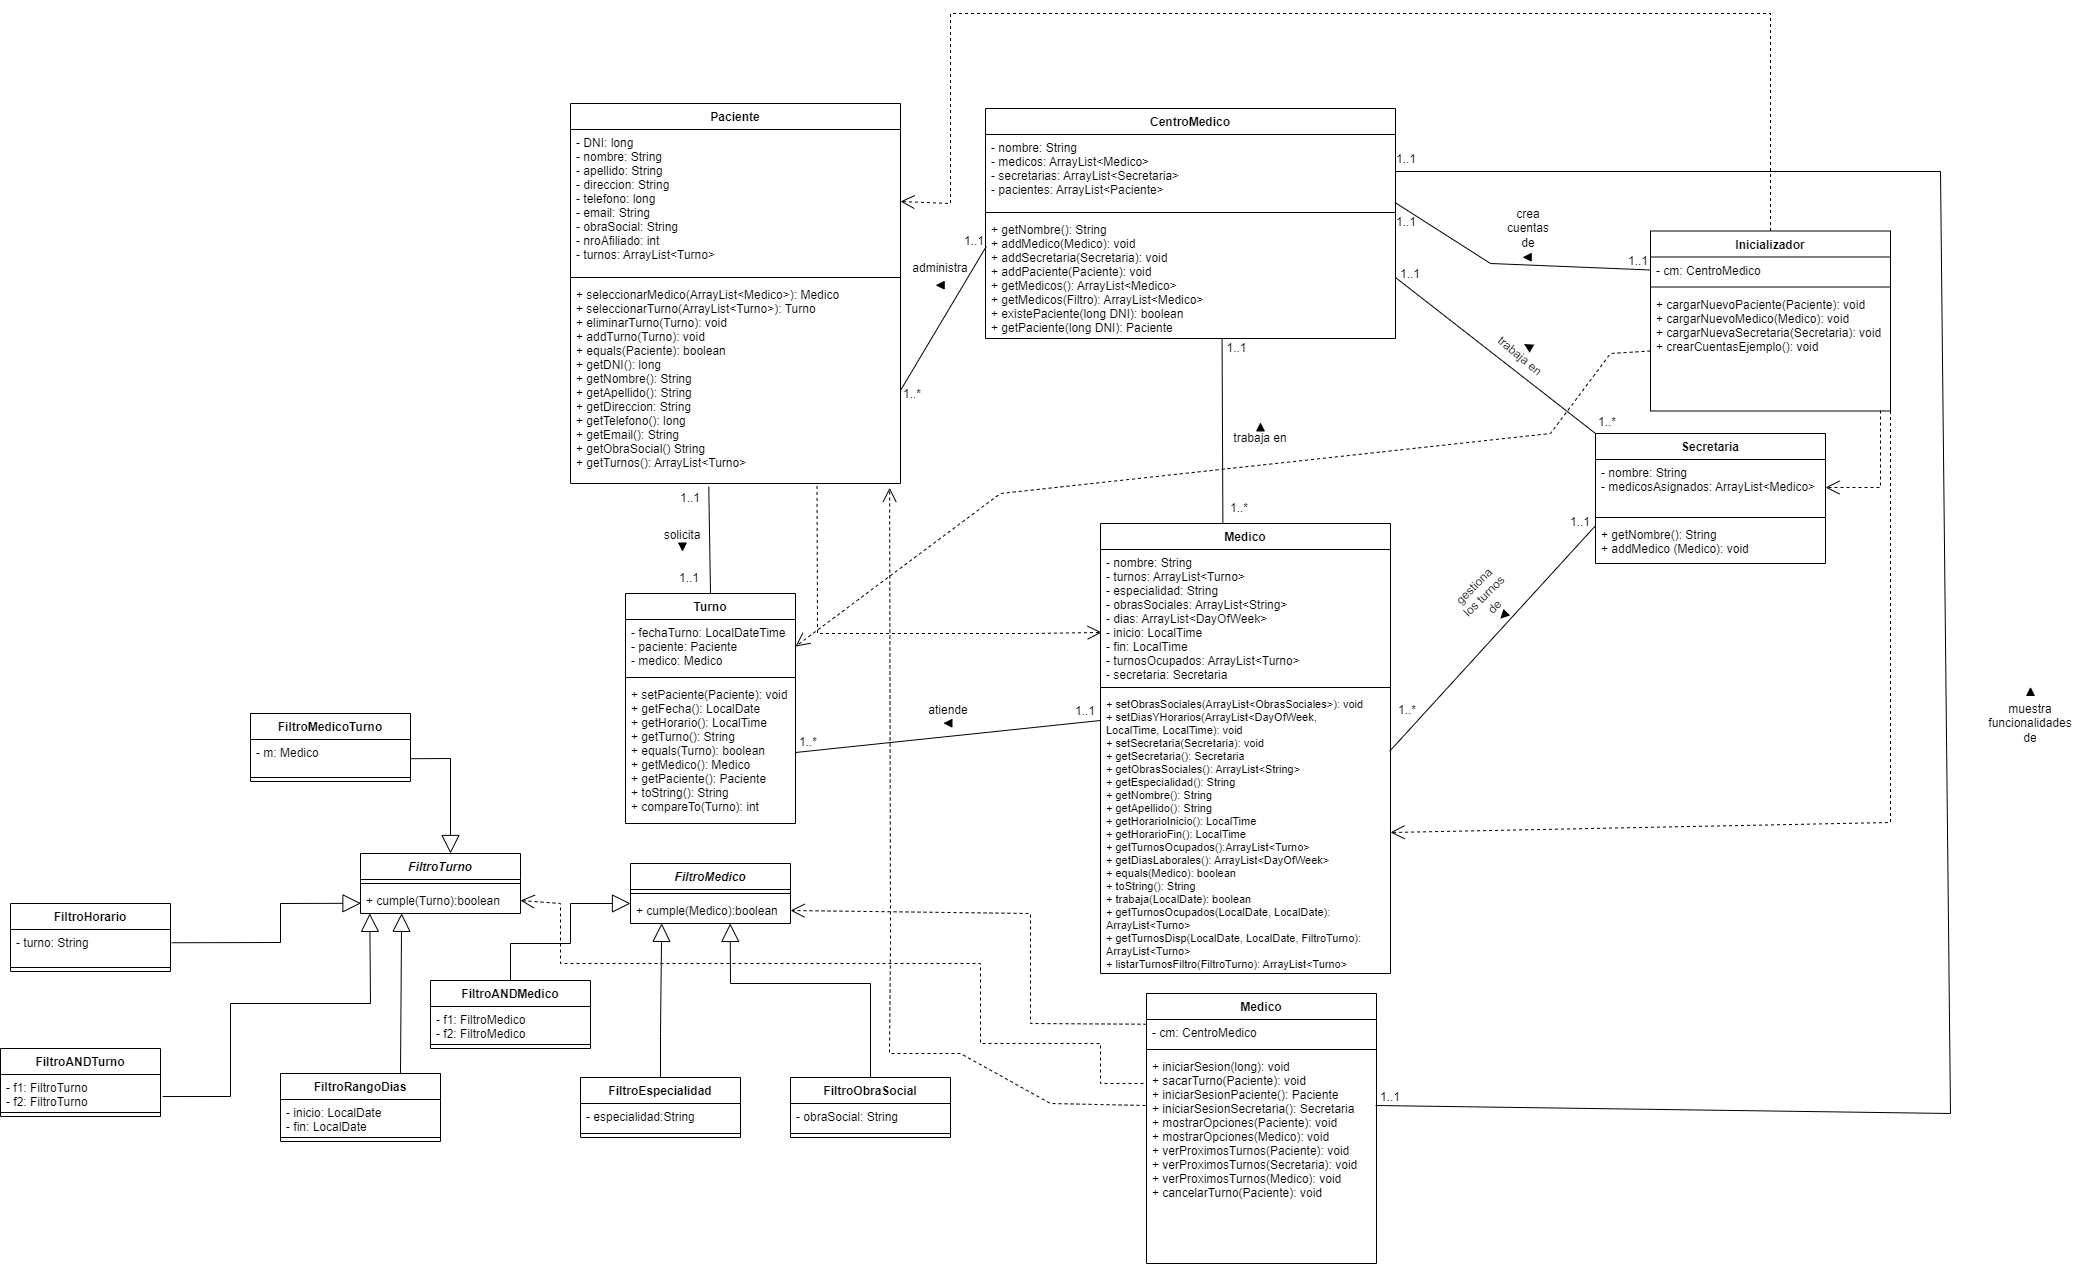 Paciente
- DNI: long
- nombre: String
- apellido: String
- direccion: String
- telefono: long
- email: String
- obraSocial: String
- nroAfiliado: int
- turnos: ArrayList<Turno>
+ seleccionarMedico(ArrayList<Medico>): Medico
+ seleccionarTurno(ArrayList<Turno>): Turno
+ eliminarTurno(Turno): void
+ addTurno(Turno): void
+ equals(Paciente): boolean
+ getDNI(): long
+ getNombre(): String
+ getApellido(): String
+ getDireccion: String
+ getTelefono(): long
+ getEmail(): String
+ getObraSocial() String
+ getTurnos(): ArrayList<Turno>
CentroMedico
- nombre: String
- medicos: ArrayList<Medico>
- secretarias: ArrayList<Secretaria>
- pacientes: ArrayList<Paciente>
+ getNombre(): String
+ addMedico(Medico): void
+ addSecretaria(Secretaria): void
+ addPaciente(Paciente): void
+ getMedicos(): ArrayList<Medico>
+ getMedicos(Filtro): ArrayList<Medico>
+ existePaciente(long DNI): boolean
+ getPaciente(long DNI): Paciente
1..1
administra
1..*
1..1
1..1
crea
cuentas
de
1..1
Inicializador
- cm: CentroMedico
+ cargarNuevoPaciente(Paciente): void
+ cargarNuevoMedico(Medico): void
+ cargarNuevaSecretaria(Secretaria): void
+ crearCuentasEjemplo(): void
1..1
trabaja en
1..*
Secretaria
- nombre: String
- medicosAsignados: ArrayList<Medico>
+ getNombre(): String
+ addMedico (Medico): void
1..1
gestiona
los turnos
de
1..*
1..1
trabaja en
1..*
Medico
- nombre: String
- turnos: ArrayList<Turno>
- especialidad: String
- obrasSociales: ArrayList<String>
- dias: ArrayList<DayOfWeek>
- inicio: LocalTime
- fin: LocalTime
- turnosOcupados: ArrayList<Turno>
- secretaria: Secretaria
+ setObrasSociales(ArrayList<ObrasSociales>): void
+ setDiasYHorarios(ArrayList<DayOfWeek,
LocalTime, LocalTime): void
+ setSecretaria(Secretaria): void
+ getSecretaria(): Secretaria
+ getObrasSociales(): ArrayList<String>
+ getEspecialidad(): String
+ getNombre(): String
+ getApellido(): String
+ getHorarioInicio(): LocalTime
+ getHorarioFin(): LocalTime
+ getTurnosOcupados():ArrayList<Turno>
+ getDiasLaborales(): ArrayList<DayOfWeek>
+ equals(Medico): boolean
+ toString(): String
+ trabaja(LocalDate): boolean
+ getTurnosOcupados(LocalDate, LocalDate):
ArrayList<Turno>
+ getTurnosDisp(LocalDate, LocalDate, FiltroTurno):
ArrayList<Turno>
+ listarTurnosFiltro(FiltroTurno): ArrayList<Turno>
1..1
solicita
1..1
Turno
- fechaTurno: LocalDateTime
- paciente: Paciente
- medico: Medico
+ setPaciente(Paciente): void
+ getFecha(): LocalDate
+ getHorario(): LocalTime
+ getTurno(): String
+ equals(Turno): boolean
+ getMedico(): Medico
+ getPaciente(): Paciente
+ toString(): String
+ compareTo(Turno): int
1..*
atiende
1..1
muestra
funcionalidades
de
FiltroMedicoTurno
- m: Medico
FiltroTurno
+ cumple(Turno):boolean
FiltroMedico
+ cumple(Medico):boolean
FiltroHorario
- turno: String
FiltroANDMedico
- f1: FiltroMedico
- f2: FiltroMedico
FiltroANDTurno
- f1: FiltroTurno
- f2: FiltroTurno
FiltroRangoDias
- inicio: LocalDate
- fin: LocalDate
FiltroEspecialidad
- especialidad:String
FiltroObraSocial
- obraSocial: String
Medico
- cm: CentroMedico
+ iniciarSesion(long): void
+ sacarTurno(Paciente): void
+ iniciarSesionPaciente(): Paciente
+ iniciarSesionSecretaria(): Secretaria
+ mostrarOpciones(Paciente): void
+ mostrarOpciones(Medico): void
+ verProximosTurnos(Paciente): void
+ verProximosTurnos(Secretaria): void
+ verProximosTurnos(Medico): void
+ cancelarTurno(Paciente): void
1..1